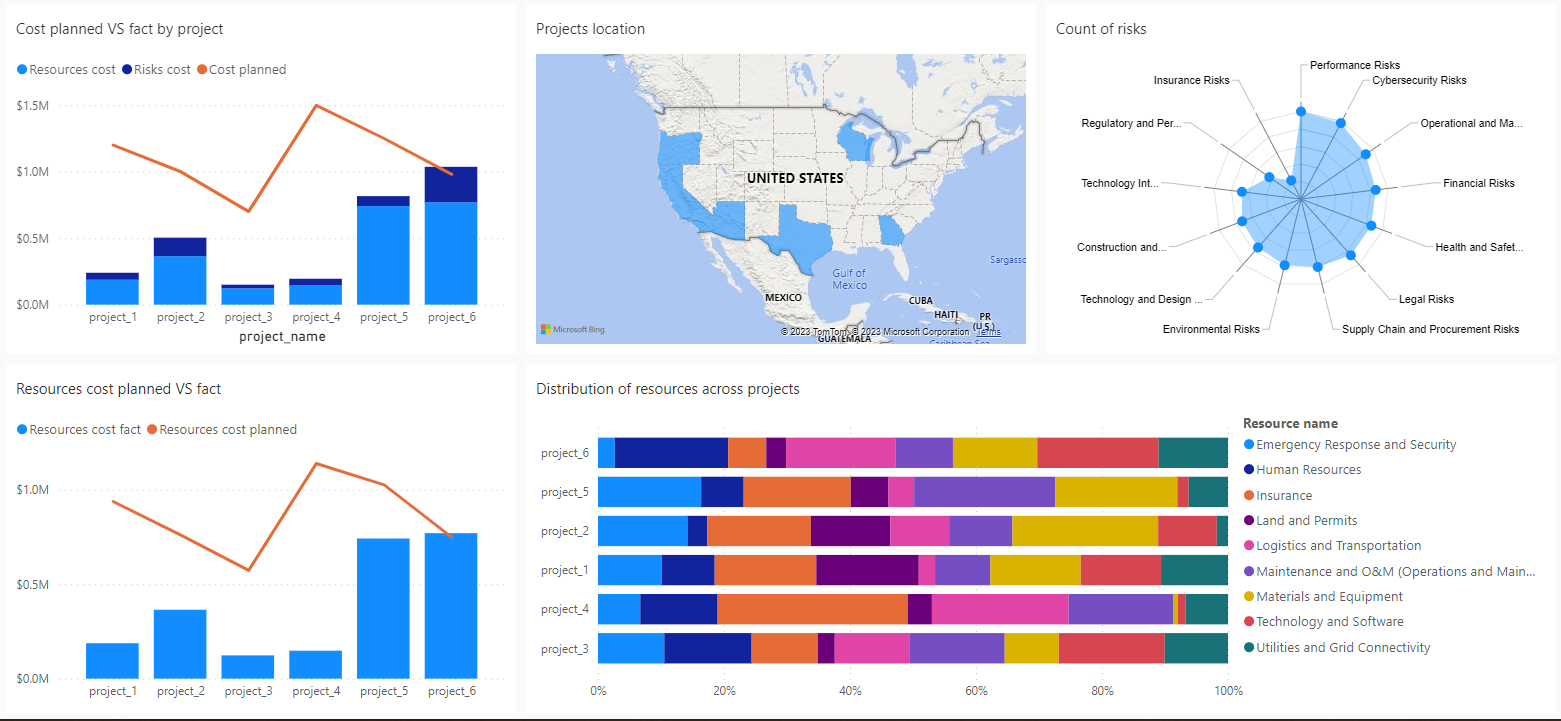 Cost planned VS fact by project
Resources cost Risks cost Cost planned
$1.5M
$1.0M
$0.5M
$0.0M
project_1 project_2 project_3 project_4 project_5 project_6
project_name
Projects location
UNITED STATES
Gulf of
Mexico
MEXICO
CUBA
HAITI
PR
(U.S.)
GUATEMALA
Sargasso
Caribbean Sea
Microsoft Bing
© 2023 TomTom, © 2023 Microsoft Corporation Terms
Count of risks
Performance Risks
Cybersecurity Risks
Operational and Ma...
Financial Risks
Health and Safet...
Legal Risks
Supply Chain and Procurement Risks
Environmental Risks
Technology and Design ...
Construction and...
Technology Int...
Regulatory and Per...
Insurance Risks
Resources cost planned VS fact
Resources cost fact Resources cost planned
$1.0M
$0.5M
$0.0M
project_1 project_2 project_3 project_4 project_5 project_6
Distribution of resources across projects
project_6
project_5
project_2
project_1
project_4
project_3
0% 20% 40% 60% 80% 100%
Resource name
Emergency Response and Security
Human Resources
Insurance
Land and Permits
Logistics and Transportation
Maintenance and O&M (Operations and Main...
Materials and Equipment
Technology and Software
Utilities and Grid Connectivity